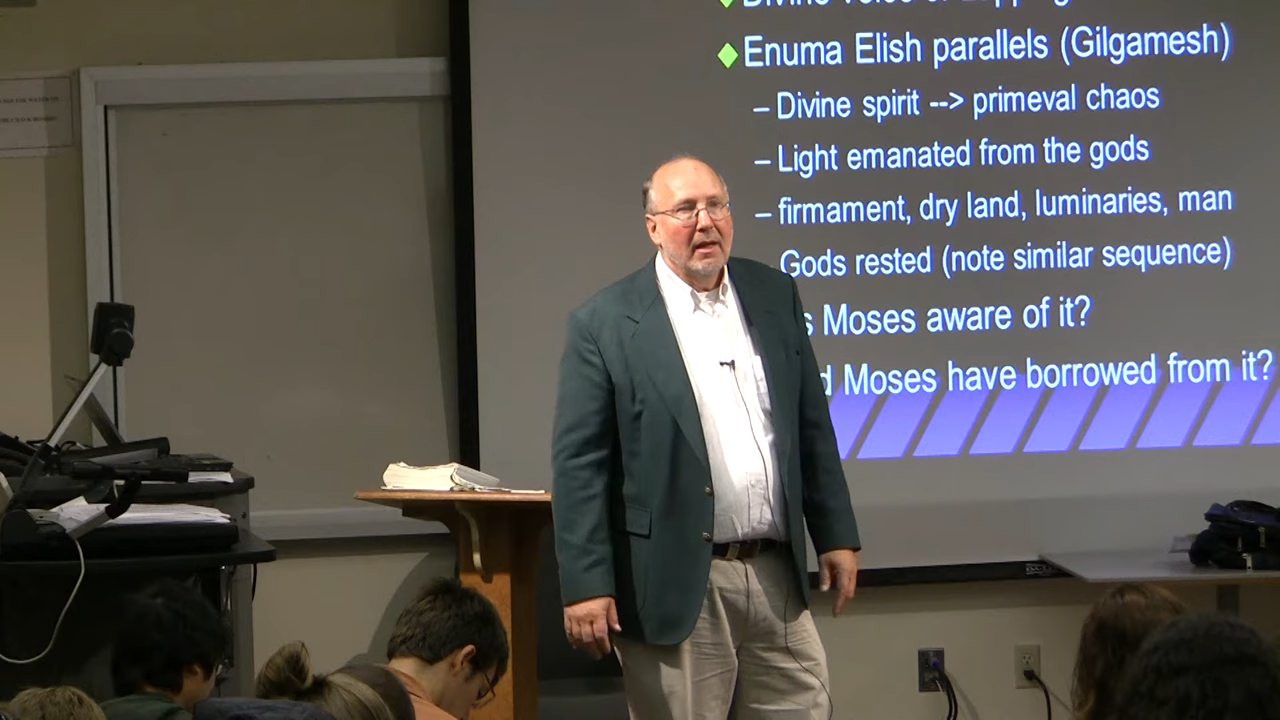 Enuma Elish parallels (Gilgamesh)
– Divine spirit --> primeval chaos
– Light emanated from the gods
– firmament, dry land, luminaries, man
Gods rested (note similar sequence)
Moses aware of it?
Moses have borrowed from it?